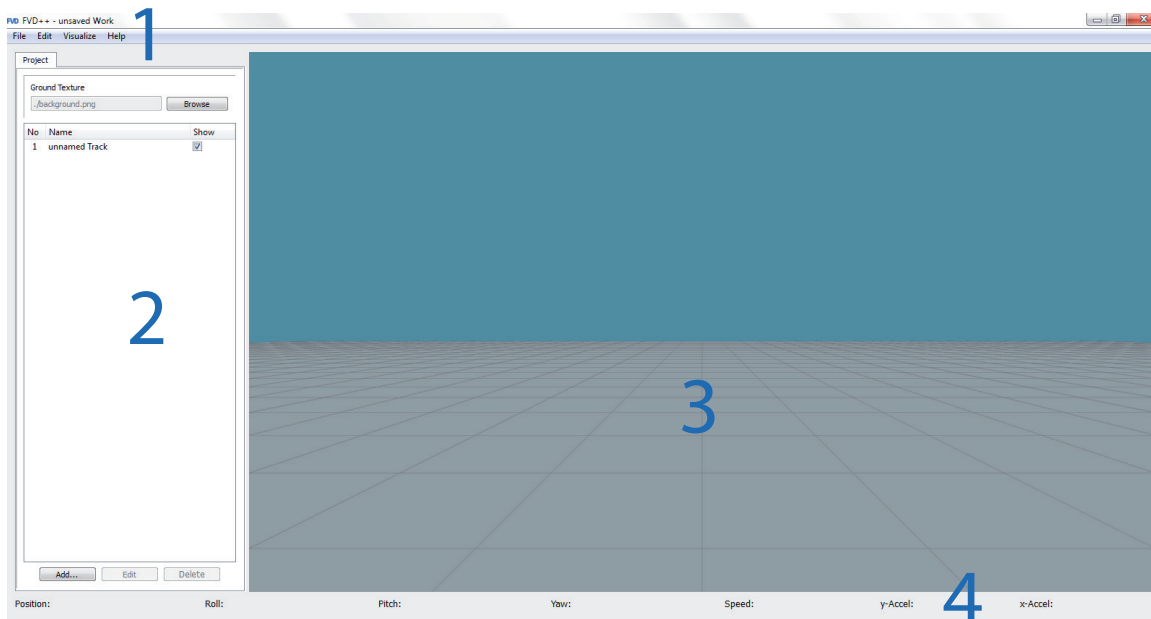 FVD FVD++ - unsaved Work
1
File Edit Visualize Help
Project
Ground Texture
./background.png Browse
No Name Show
1 unnamed Track
2
3
Add... Edit Delete
4
Position: Roll: Pitch: Yaw: Speed: y-Accel: x-Accel: